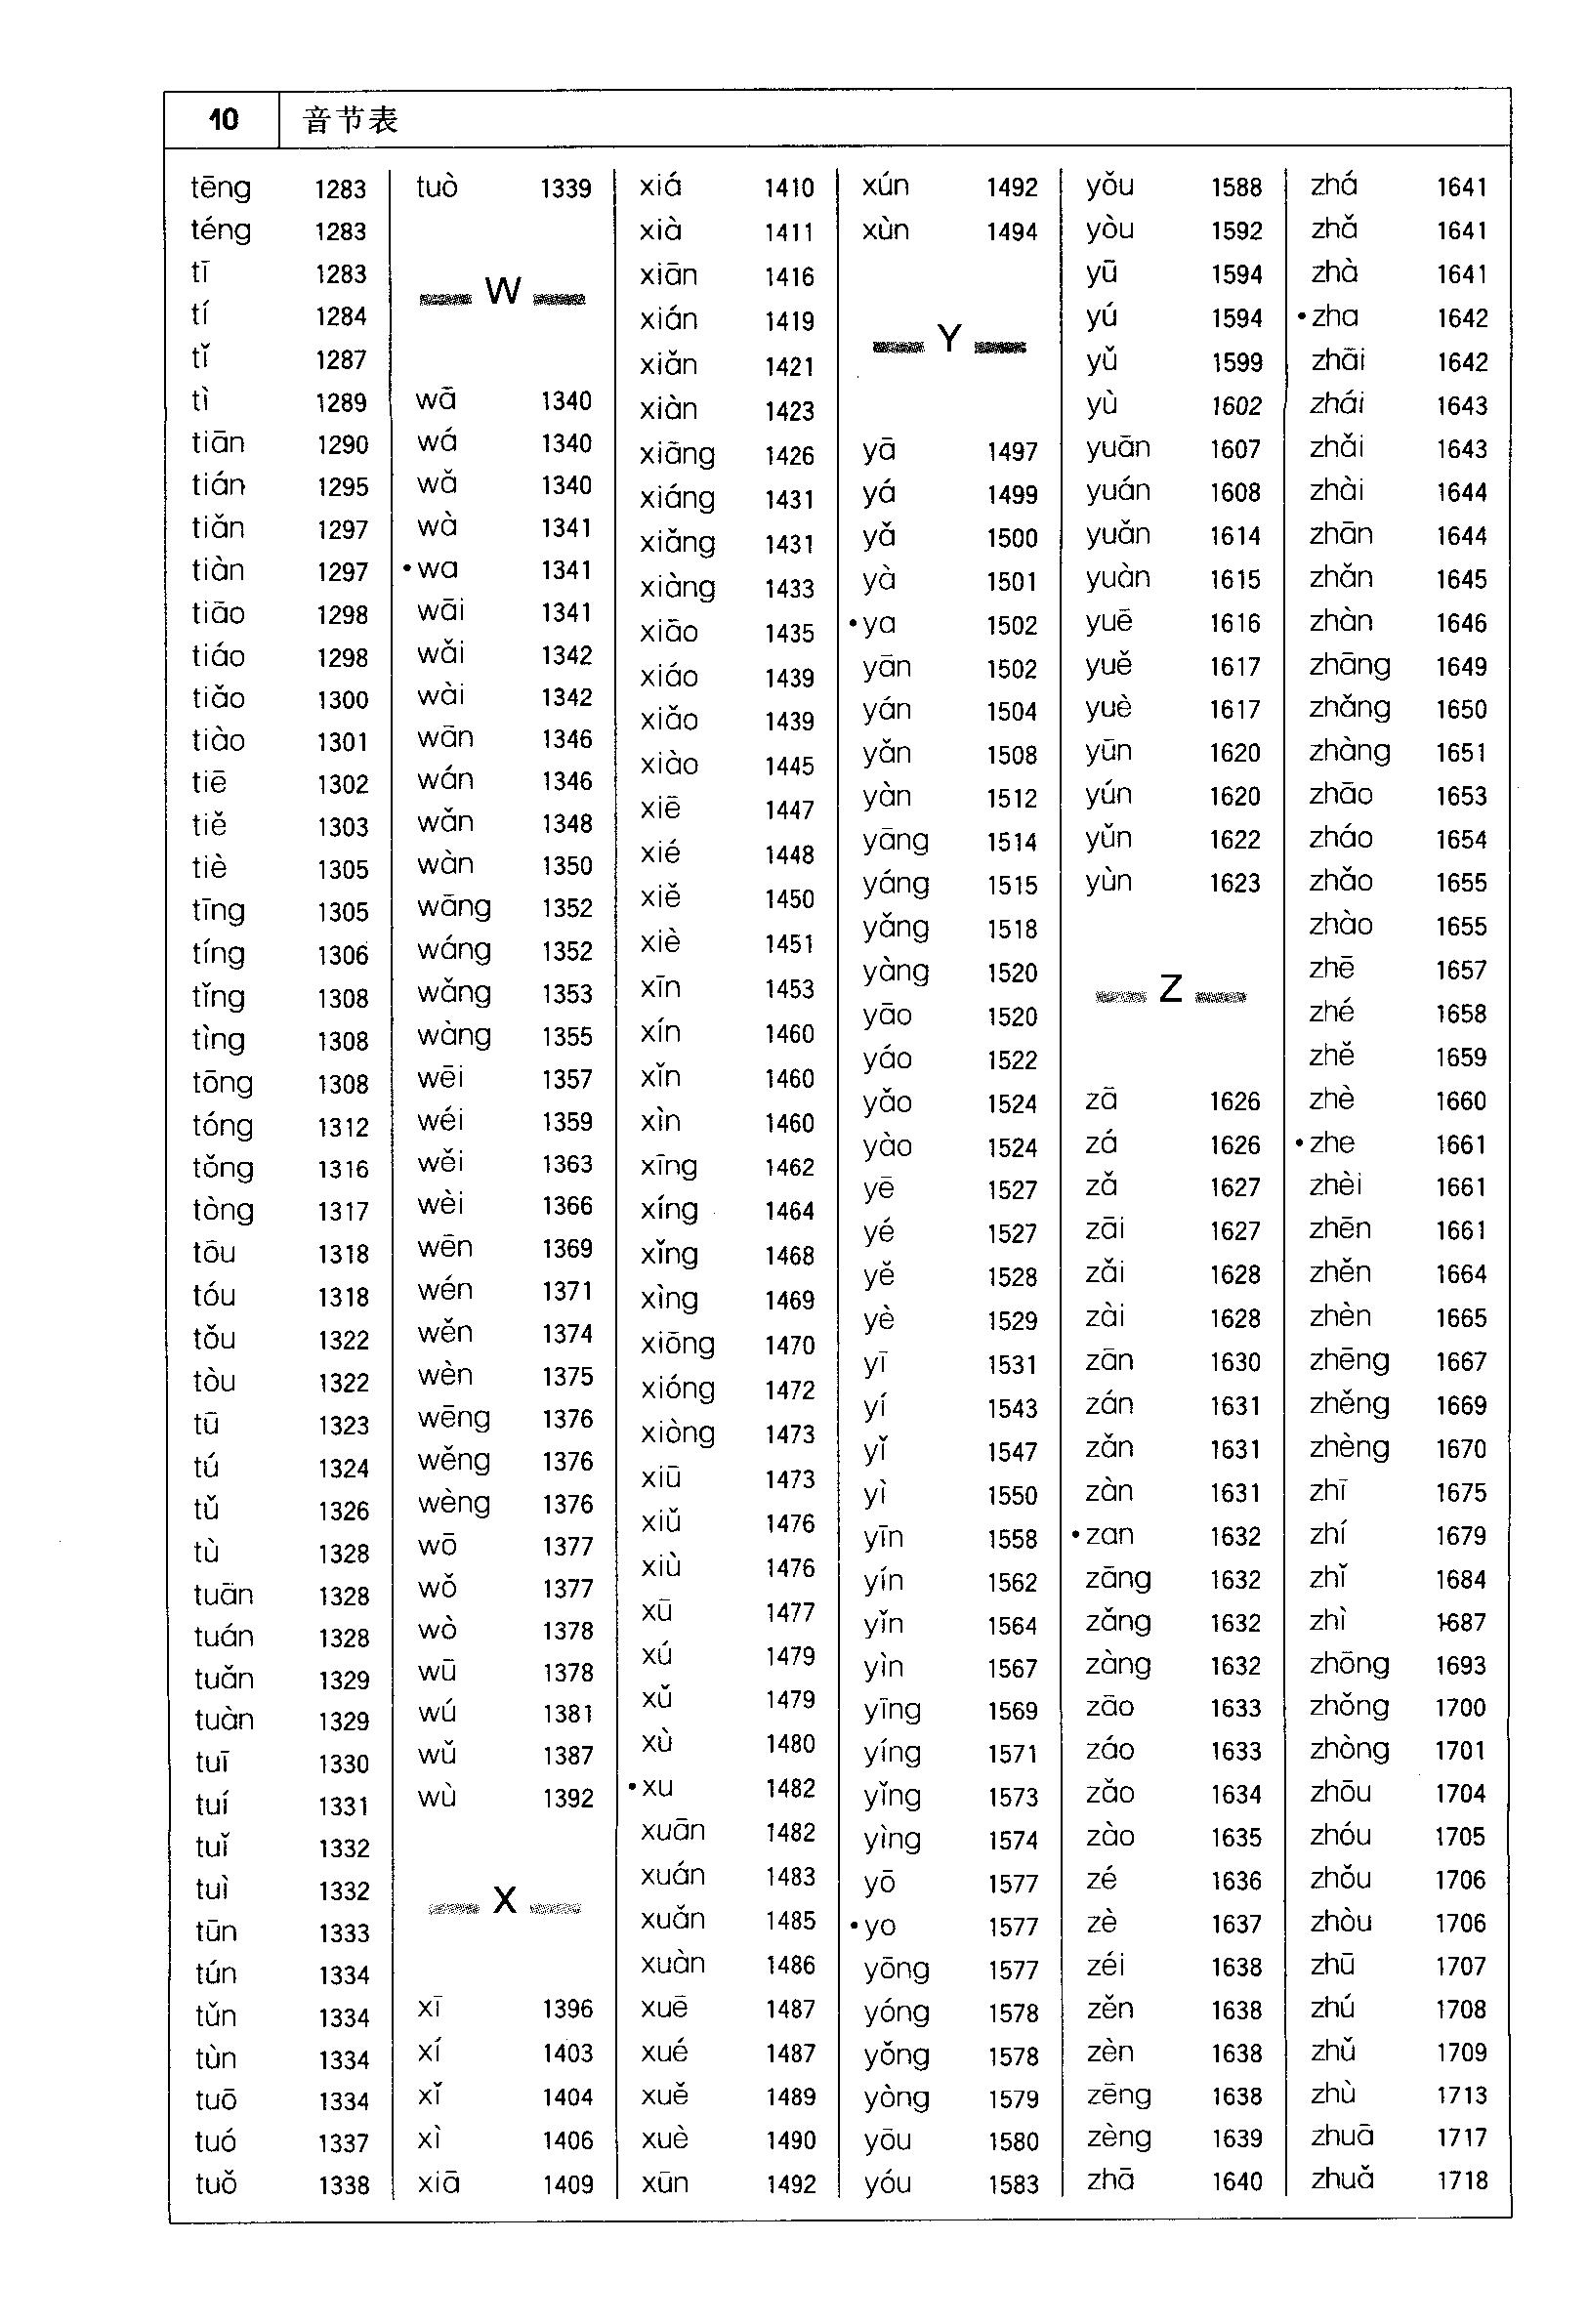 10 音节表
tēng 1283
téng 1283
tī 1283
tí 1284
tǐ 1287
tì 1289
tiān 1290
tián 1295
tiǎn 1297
tiàn 1297
tiāo 1298
tiáo 1298
tiǎo 1300
tiào 1301
tiē 1302
tiě 1303
tiè 1305
tīng 1305
tíng 1306
tǐng 1308
tìng 1308
tōng 1308
tóng 1312
tǒng 1316
tòng 1317
tōu 1318
tóu 1318
tǒu 1322
tòu 1322
tū 1323
tú 1324
tǔ 1326
tù 1328
tuān 1328
tuán 1328
tuǎn 1329
tuàn 1329
tuī 1330
tuí 1331
tuǐ 1332
tuì 1332
tūn 1333
tún 1334
tǔn 1334
tùn 1334
tuō 1334
tuó 1337
tuǒ 1338
tuò 1339
W
wā 1340
wá 1340
wǎ 1340
wà 1341
•wa 1341
wāi 1341
wǎi 1342
wài 1342
wān 1346
wán 1346
wǎn 1348
wàn 1350
wāng 1352
wáng 1352
wǎng 1353
wàng 1355
wēi 1357
wéi 1359
wěi 1363
wèi 1366
wēn 1369
wén 1371
wěn 1374
wèn 1375
wēng 1376
wěng 1376
wèng 1376
wō 1377
wǒ 1377
wò 1378
wū 1378
wú 1381
wǔ 1387
wù 1392
X
xī 1396
xí 1403
xǐ 1404
xì 1406
xiā 1409
xiá 1410
xià 1411
xiān 1416
xián 1419
xiǎn 1421
xiàn 1423
xiāng 1426
xiáng 1431
xiǎng 1431
xiàng 1433
xiāo 1435
xiáo 1439
xiǎo 1439
xiào 1445
xiē 1447
xié 1448
xiě 1450
xiè 1451
xīn 1453
xín 1460
xǐn 1460
xìn 1460
xīng 1462
xíng 1464
xǐng 1468
xìng 1469
xiōng 1470
xióng 1472
xiòng 1473
xiū 1473
xiǔ 1476
xiù 1476
xū 1477
xú 1479
xǔ 1479
xù 1480
•xu 1482
xuān 1482
xuán 1483
xuǎn 1485
xuàn 1486
xuē 1487
xué 1487
xuě 1489
xuè 1490
xūn 1492
xún 1492
xùn 1494
Y
yā 1497
yá 1499
yǎ 1500
yà 1501
•ya 1502
yān 1502
yán 1504
yǎn 1508
yàn 1512
yāng 1514
yáng 1515
yǎng 1518
yàng 1520
yāo 1520
yáo 1522
yǎo 1524
yào 1524
yē 1527
yé 1527
yě 1528
yè 1529
yī 1531
yí 1543
yǐ 1547
yì 1550
yīn 1558
yín 1562
yǐn 1564
yìn 1567
yīng 1569
yíng 1571
yǐng 1573
yìng 1574
yō 1577
•yo 1577
yōng 1577
yóng 1578
yǒng 1578
yòng 1579
yōu 1580
yóu 1583
yǒu 1588
yòu 1592
yū 1594
yú 1594
yǔ 1599
yù 1602
yuān 1607
yuán 1608
yuǎn 1614
yuàn 1615
yuē 1616
yuě 1617
yuè 1617
yūn 1620
yún 1620
yǔn 1622
yùn 1623
Z
zā 1626
zá 1626
zǎ 1627
zāi 1627
zǎi 1628
zài 1628
zān 1630
zán 1631
zǎn 1631
zàn 1631
•zan 1632
zāng 1632
zǎng 1632
zàng 1632
zāo 1633
záo 1633
zǎo 1634
zào 1635
zé 1636
zè 1637
zéi 1638
zěn 1638
zèn 1638
zēng 1638
zèng 1639
zhā 1640
zhá 1641
zhǎ 1641
zhà 1641
•zha 1642
zhāi 1642
zhái 1643
zhǎi 1643
zhài 1644
zhān 1644
zhǎn 1645
zhàn 1646
zhāng 1649
zhǎng 1650
zhàng 1651
zhāo 1653
zháo 1654
zhǎo 1655
zhào 1655
zhē 1657
zhé 1658
zhě 1659
zhè 1660
•zhe 1661
zhèi 1661
zhēn 1661
zhěn 1664
zhèn 1665
zhēng 1667
zhěng 1669
zhèng 1670
zhī 1675
zhí 1679
zhǐ 1684
zhì 1687
zhōng 1693
zhǒng 1700
zhòng 1701
zhōu 1704
zhóu 1705
zhǒu 1706
zhòu 1706
zhū 1707
zhú 1708
zhǔ 1709
zhù 1713
zhuā 1717
zhuǎ 1718